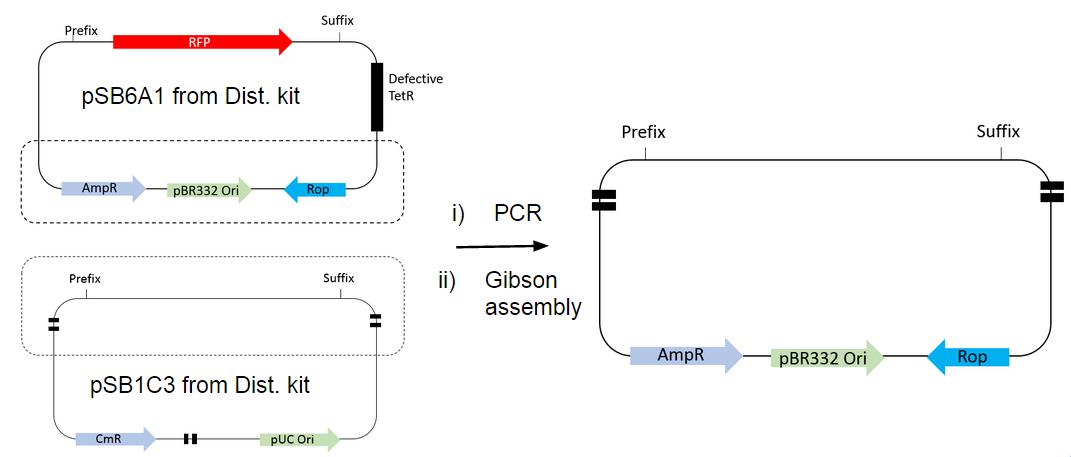 Prefix
Suffix
RFP
Defective
TetR
pSB6A1 from Dist. kit
AmpR
pBR332 Ori
Rop
Prefix
Suffix
pSB1C3 from Dist. kit
CmR
pUC Ori
i) PCR
ii) Gibson
assembly
Prefix
Suffix
AmpR
pBR332 Ori
Rop